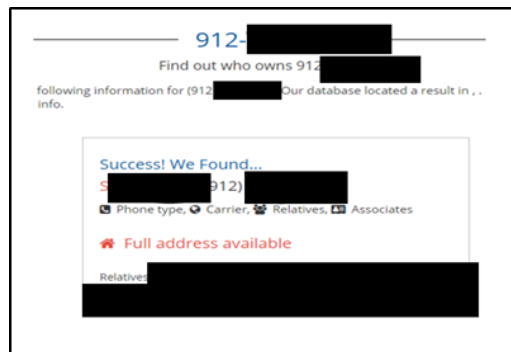 912-
Find out who owns 912
following information for (912 Our database located a result in , .
info.
Success! We Found...
S 912)
Phone type, Carrier, Relatives, Associates
Full address available
Relatives